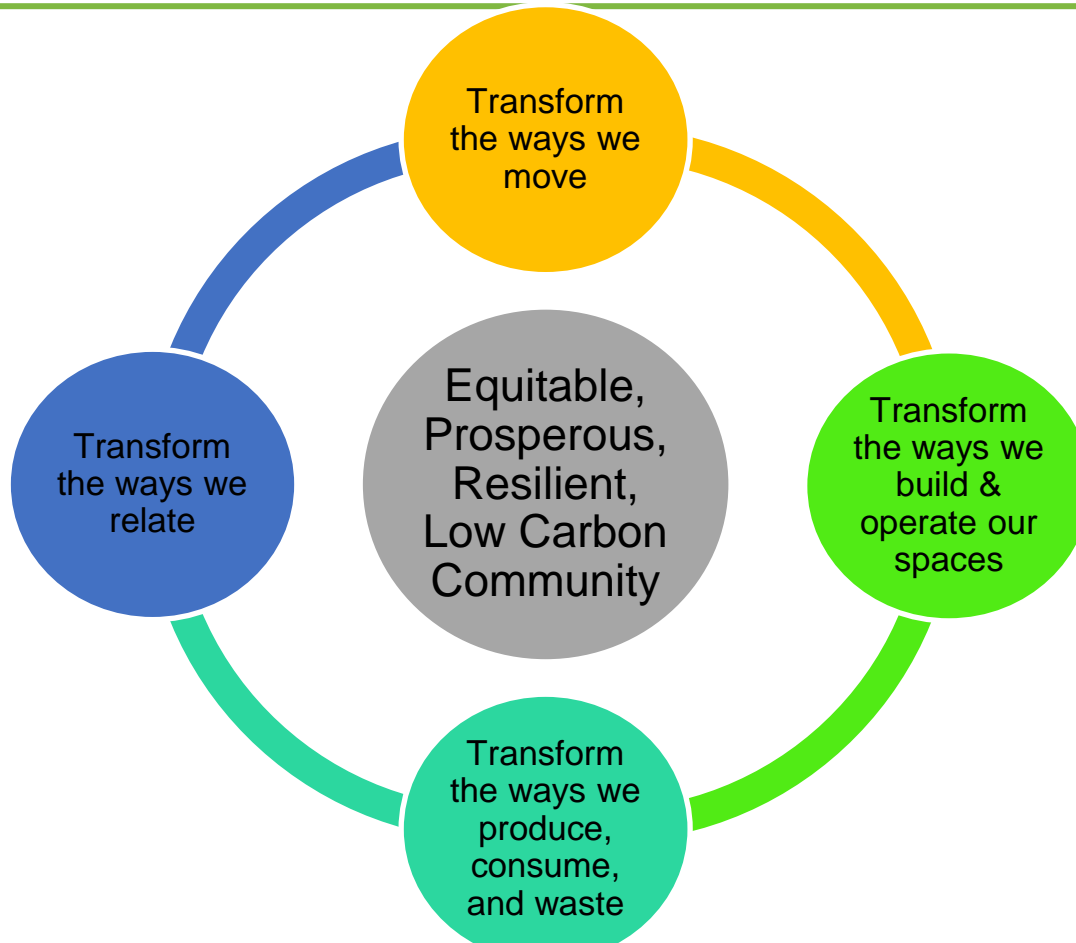 Transform
the ways we
move
Transform
the ways we
relate
Equitable,
Prosperous,
Resilient,
Low Carbon
Community
Transform
the ways we
build &
operate our
spaces
Transform
the ways we
produce,
consume,
and waste